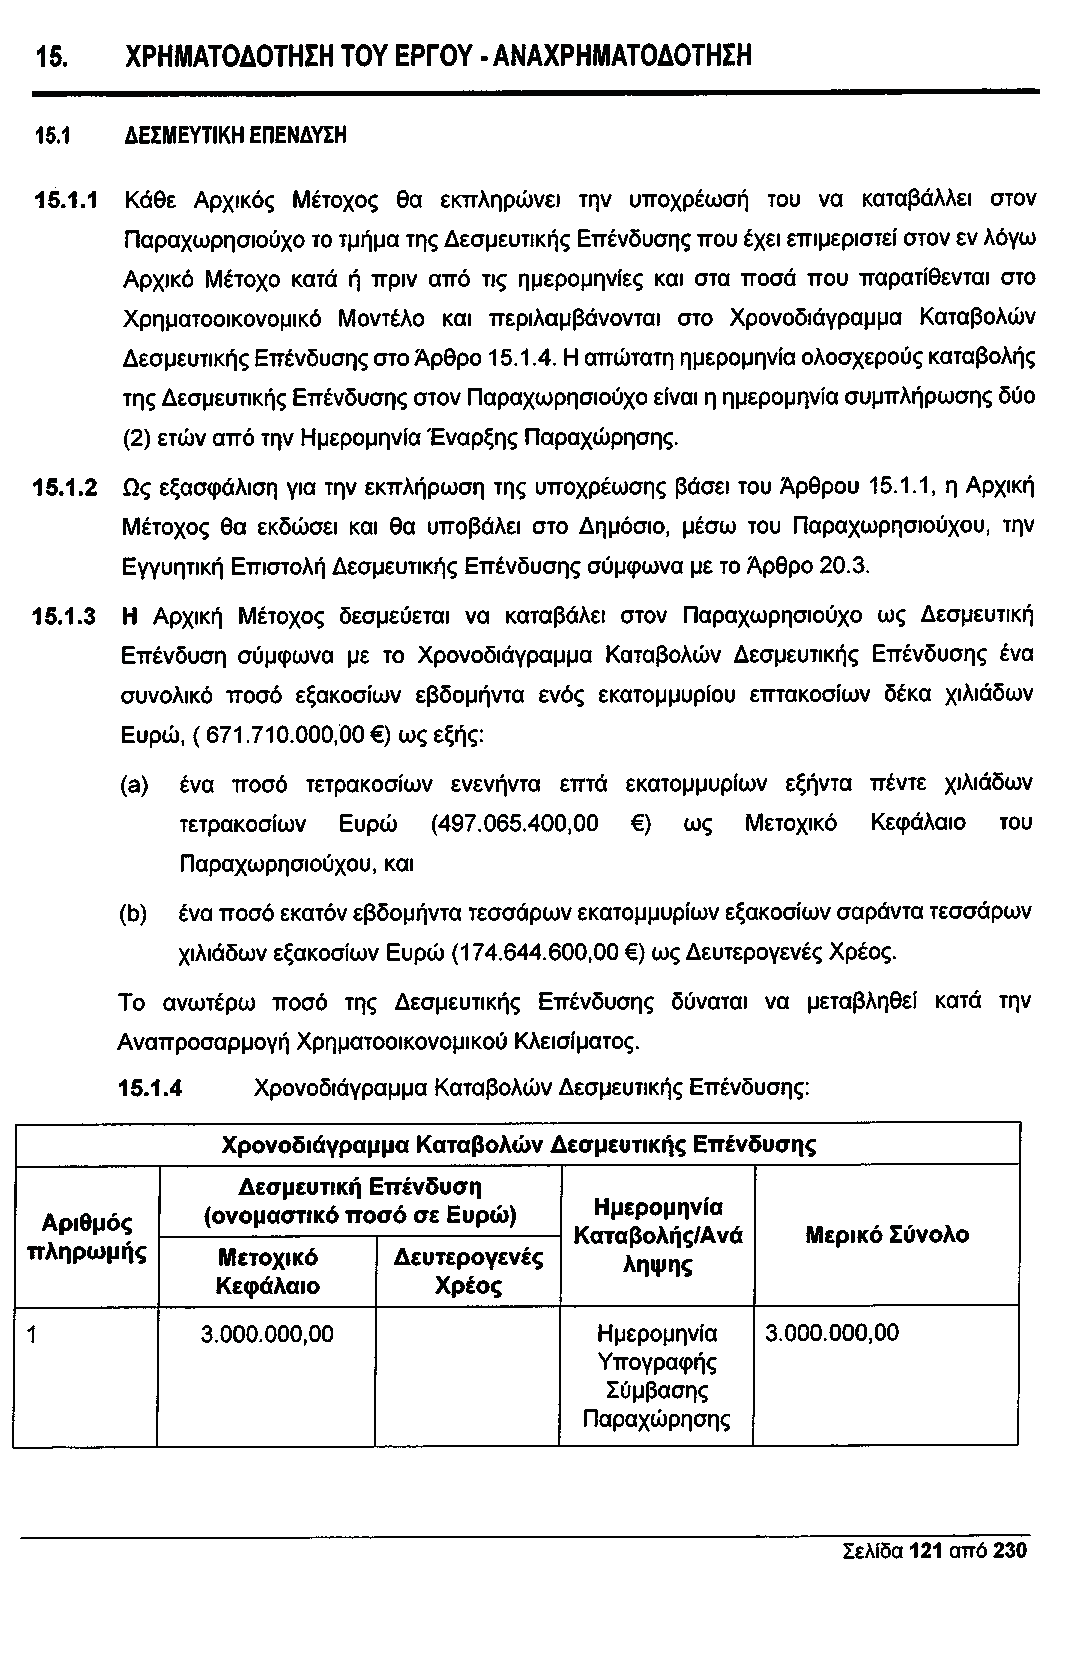 15. ΧΡΗΜΑΤΟΔΟΤΗΣΗ ΤΟΥ ΕΡΓΟΥ - ΑΝΑΧΡΗΜΑΤΟΔΟΤΗΣΗ
15.1 ΔΕΣΜΕΥΤΙΚΗ ΕΠΕΝΔΥΣΗ
15.1.1 Κάθε Αρχικός Μέτοχος θα εκπληρώνει την υποχρέωσή του να καταβάλλει στον
Παραχωρησιούχο το τμήμα της Δεσμευτικής Επένδυσης που έχει επιμεριστεί στον εν λόγω
Αρχικό Μέτοχο κατά ή πριν από τις ημερομηνίες και στα ποσά που παρατίθενται στο
Χρηματοοικονομικό Μοντέλο και περιλαμβάνονται στο Χρονοδιάγραμμα Καταβολών
Δεσμευτικής Επένδυσης στο Άρθρο 15.1.4. Η απώτατη ημερομηνία ολοσχερούς καταβολής
της Δεσμευτικής Επένδυσης στον Παραχωρησιούχο είναι η ημερομηνία συμπλήρωσης δύο
(2) ετών από την Ημερομηνία Έναρξης Παραχώρησης.
15.1.2 Ως εξασφάλιση για την εκπλήρωση της υποχρέωσης βάσει του Άρθρου 15.1.1, η Αρχική
Μέτοχος θα εκδώσει και θα υποβάλει στο Δημόσιο, μέσω του Παραχωρησιούχου, την
Εγγυητική Επιστολή Δεσμευτικής Επένδυσης σύμφωνα με το Άρθρο 20.3.
15.1.3 Η Αρχική Μέτοχος δεσμεύεται να καταβάλει στον Παραχωρησιούχο ως Δεσμευτική
Επένδυση σύμφωνα με το Χρονοδιάγραμμα Καταβολών Δεσμευτικής Επένδυσης ένα
συνολικό ποσό εξακοσίων εβδομήντα ενός εκατομμυρίου επτακοσίων δέκα χιλιάδων
Ευρώ, ( 671.710.000,00 €) ως εξής:
(a) ένα ποσό τετρακοσίων ενενήντα επτά εκατομμυρίων εξήντα πέντε χιλιάδων
τετρακοσίων Ευρώ (497.065.400,00 €) ως Μετοχικό Κεφάλαιο του
Παραχωρησιούχου, και
(b) ένα ποσό εκατόν εβδομήντα τεσσάρων εκατομμυρίων εξακοσίων σαράντα τεσσάρων
χιλιάδων εξακοσίων Ευρώ (174.644.600,00 €) ως Δευτερογενές Χρέος.
Το ανωτέρω ποσό της Δεσμευτικής Επένδυσης δύναται να μεταβληθεί κατά την
Αναπροσαρμογή Χρηματοοικονομικού Κλεισίματος.
15.1.4 Χρονοδιάγραμμα Καταβολών Δεσμευτικής Επένδυσης:
Χρονοδιάγραμμα Καταβολών Δεσμευτικής Επένδυσης
Αριθμός
πληρωμής
Δεσμευτική Επένδυση
(ονομαστικό ποσό σε Ευρώ)
Μετοχικό
Κεφάλαιο
Δευτερογενές
Χρέος
Ημερομηνία
Καταβολής/Ανά
ληψης
Μερικό Σύνολο
1 3.000.000,00 Ημερομηνία 3.000.000,00
Υπογραφής
Σύμβασης
Παραχώρησης
Σελίδα 121 από 230